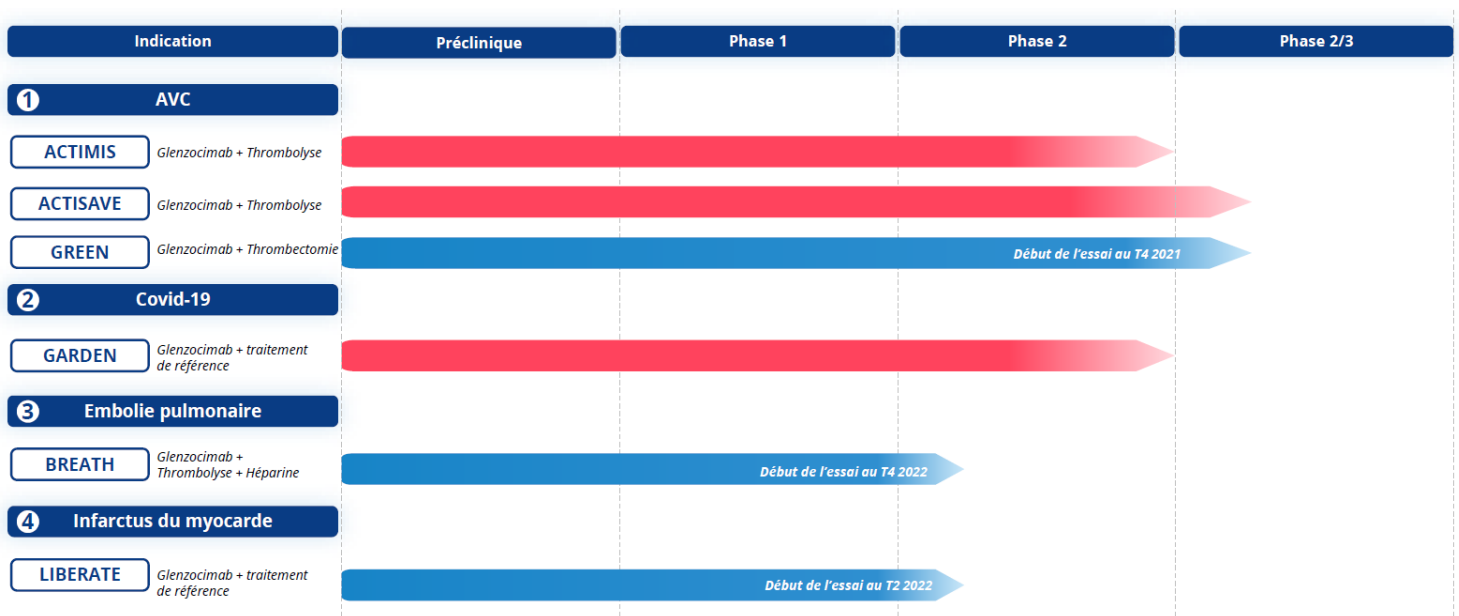 Indication
Préclinique
Phase 1
Phase 2
Phase 2/3
1 AVC
ACTIMIS
Glenzocimab + Thrombolyse
ACTISAVE
Glenzocimab + Thrombolyse
GREEN
Glenzocimab + Thrombectomie
Début de l'essai au T4 2021
2 Covid-19
GARDEN
Glenzocimab + traitement
de référence
3 Embolie pulmonaire
BREATH
Glenzocimab +
Thrombolyse + Héparine
Début de l'essai au T4 2022
4 Infarctus du myocarde
LIBERATE
Glenzocimab + traitement
de référence
Début de l'essai au T2 2022